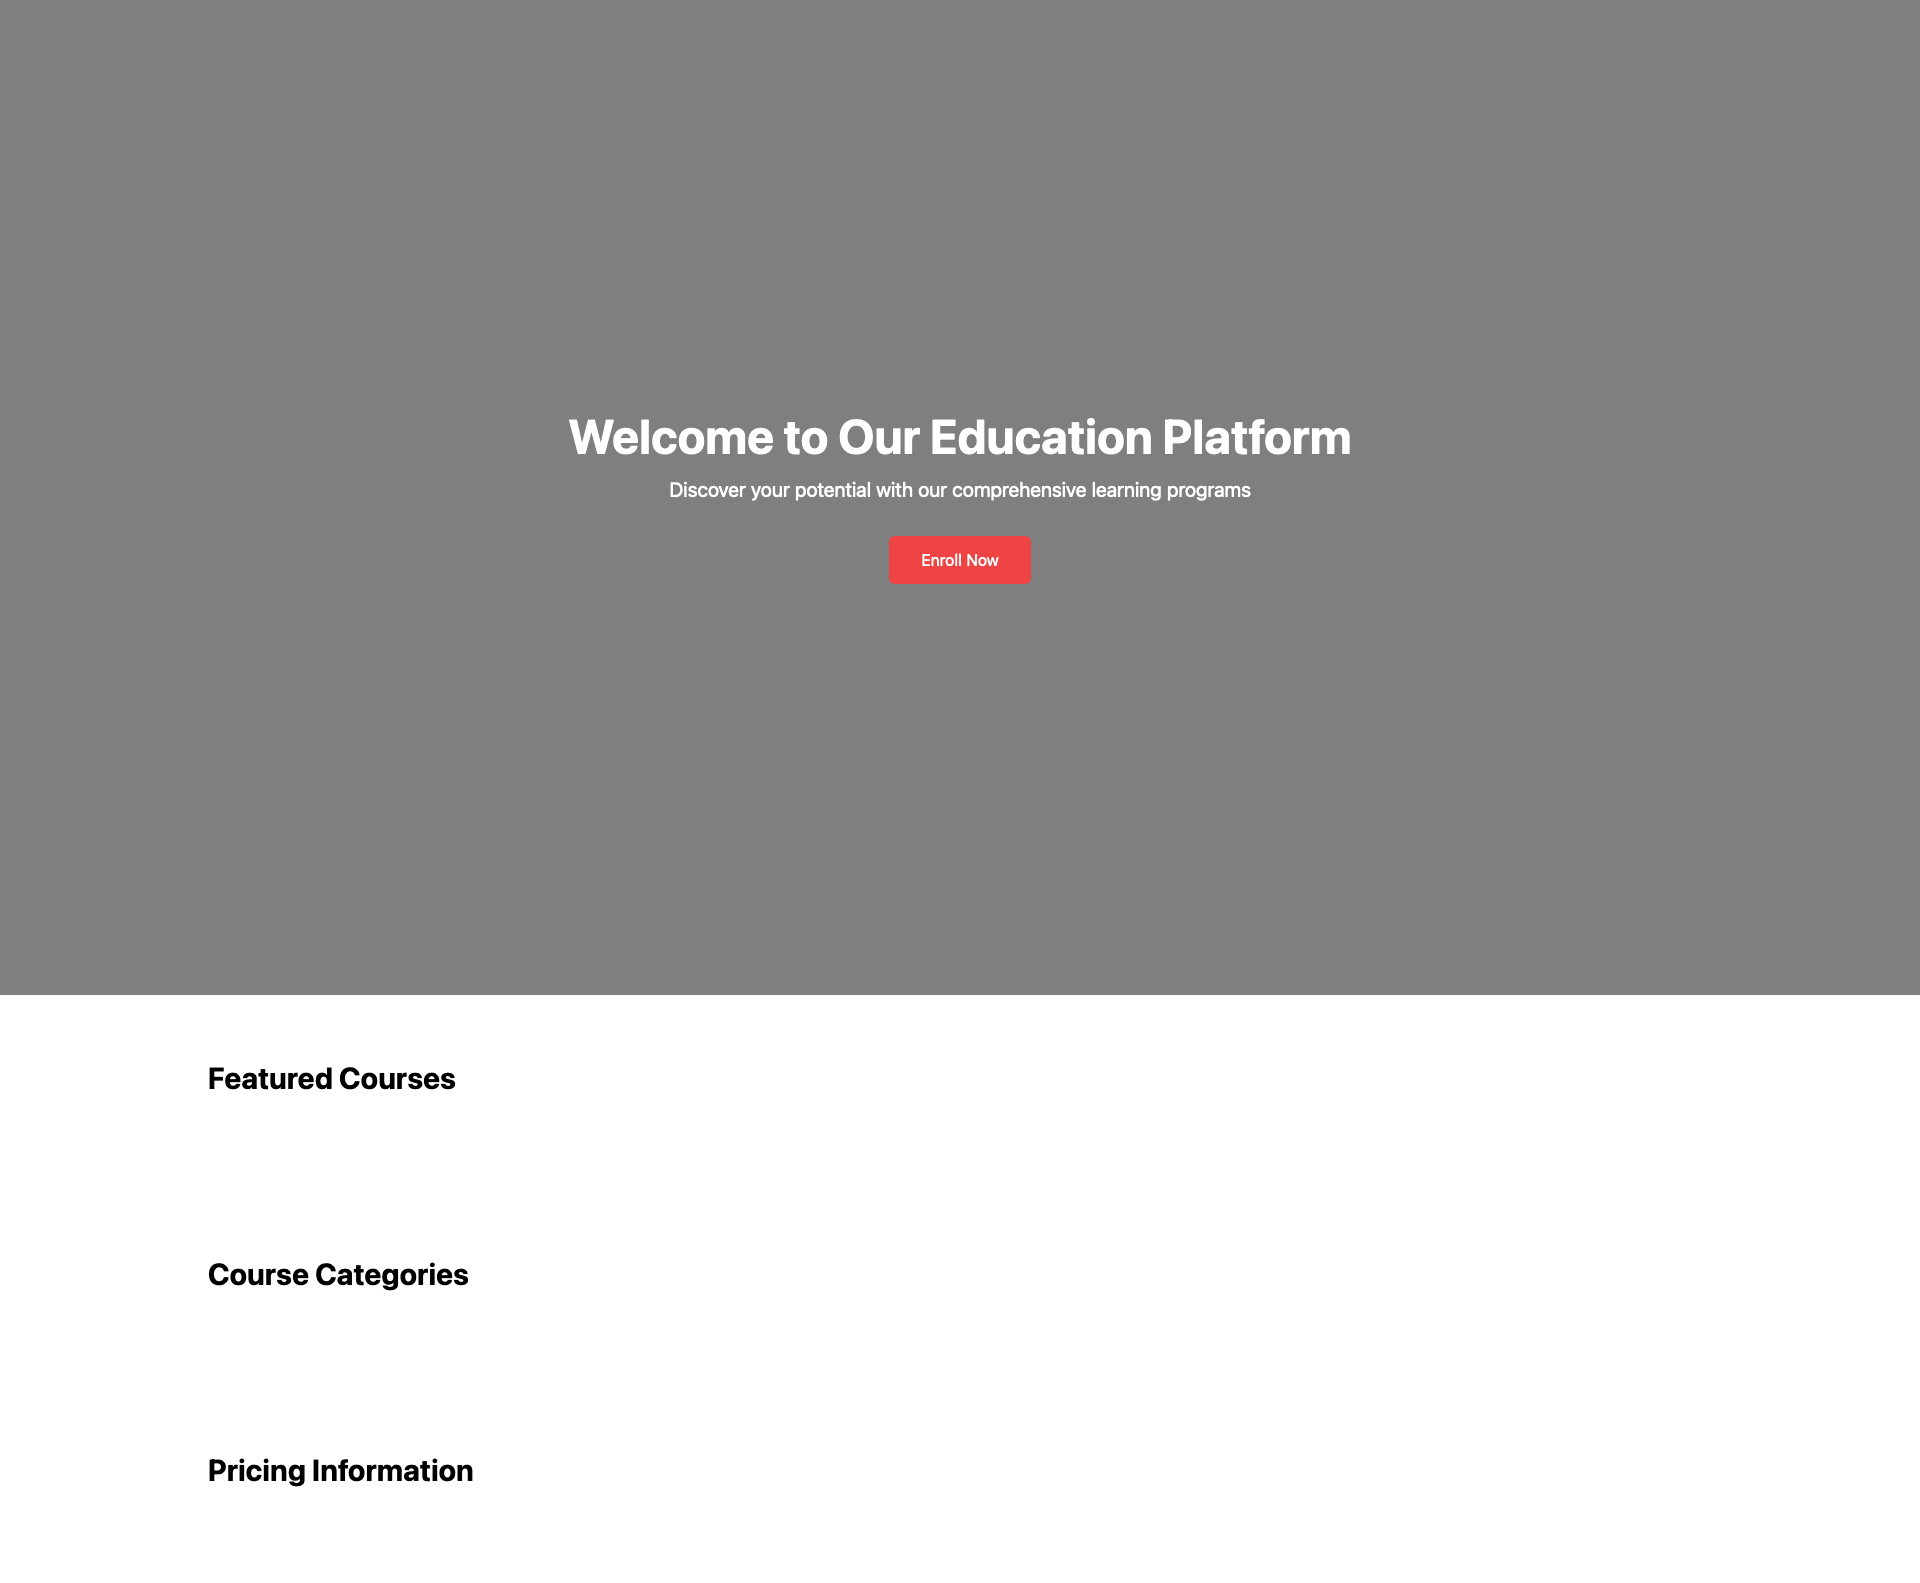 Welcome to Our Education Platform
Discover your potential with our comprehensive learning programs
Enroll Now
Featured Courses
Course Categories
Pricing Information